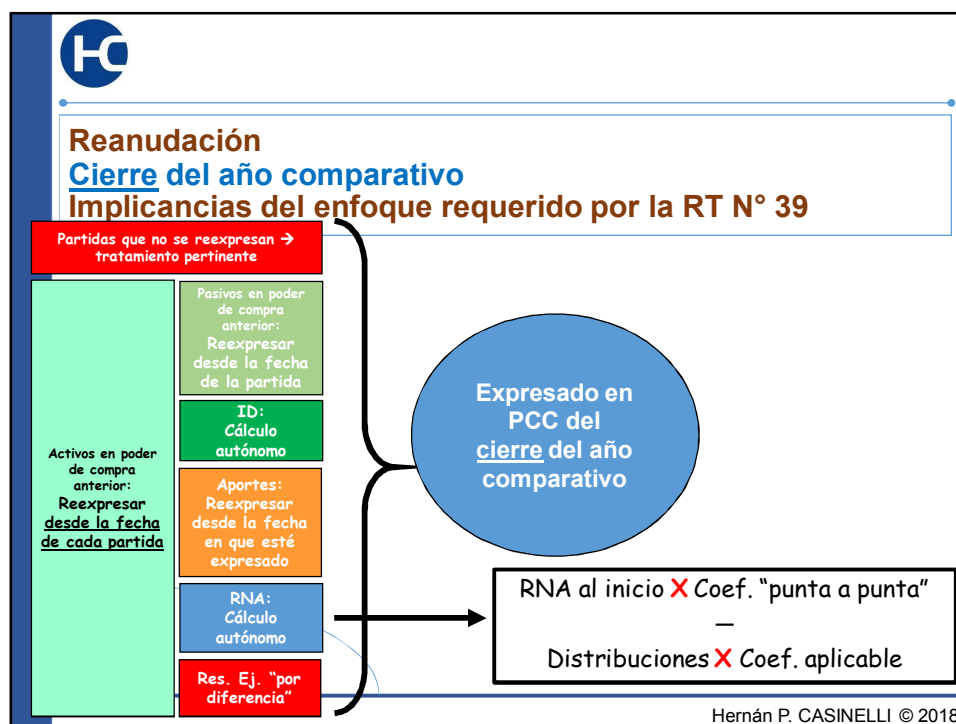 HC
Reanudación
Cierre del año comparativo
Implicancias del enfoque requerido por la RT N° 39
Partidas que no se reexpresan →
tratamiento pertinente
Activos en poder
de compra
anterior:
Reexpresar
desde la fecha
de cada partida
Pasivos en poder
de compra
anterior:
Reexpresar
desde la fecha
de la partida
ID:
Cálculo
autónomo
Aportes:
Reexpresar
desde la fecha
en que esté
expresado
RNA:
Cálculo
autónomo
Res. Ej. “por
diferencia”
Expresado en
PCC del
cierre del año
comparativo
RNA al inicio X Coef. “punta a punta”
–
Distribuciones X Coef. aplicable
Hernán P. CASINELLI © 2018